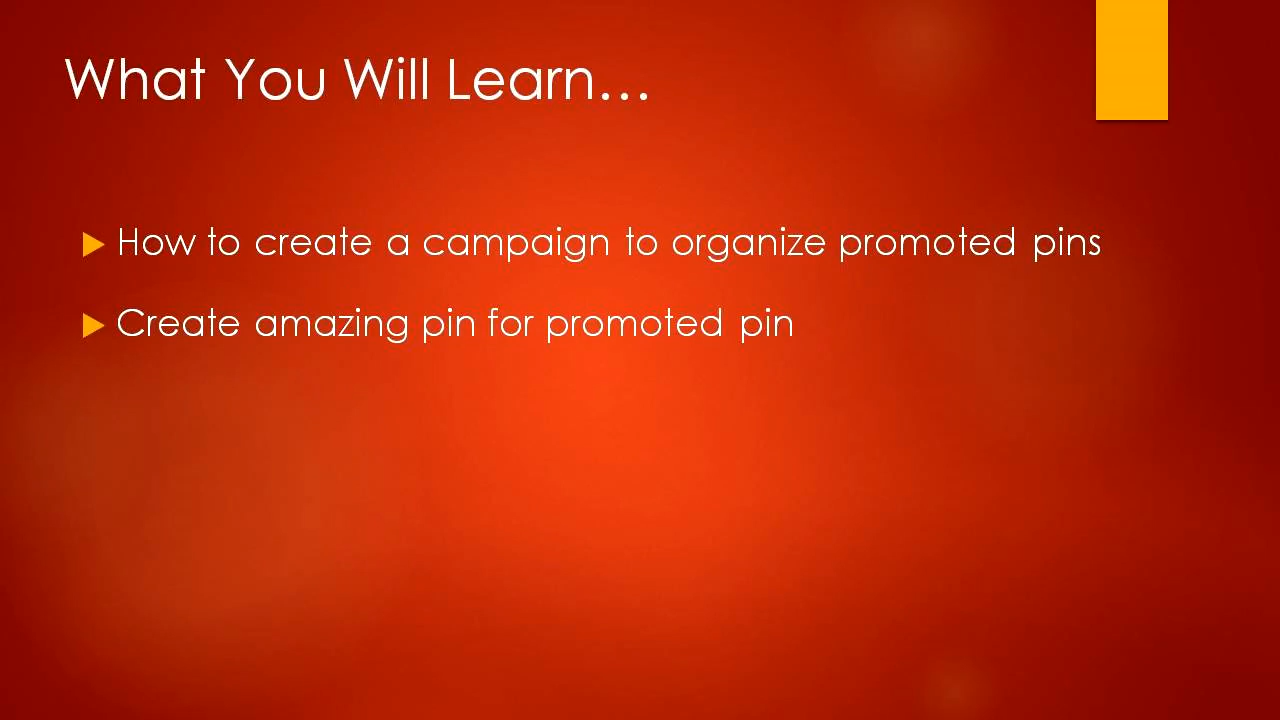 What You Will Learn…
How to create a campaign to organize promoted pins
Create amazing pin for promoted pin